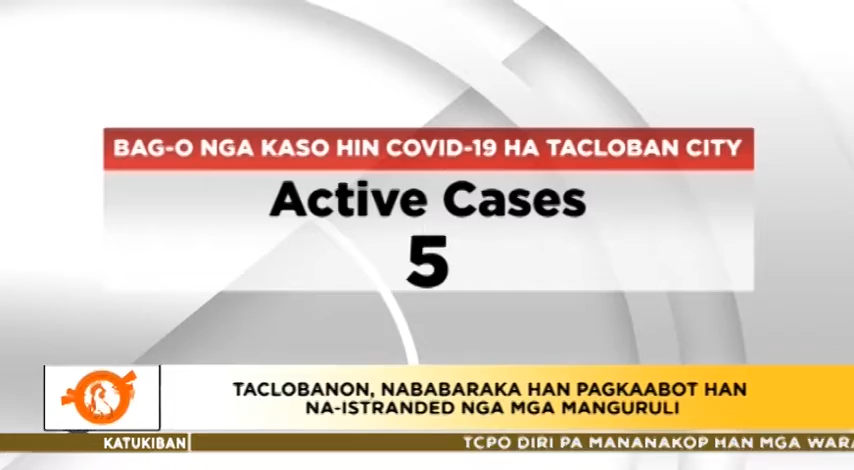 BAG-O NGA KASO HIN COVID-19 HA TACLOBAN CITY
Active Cases
5
TACLOBANON, NABABARAKA HAN PAGKAABOT HAN
NA-ISTRANDED NGA MGA MANGURULI
KATUKIBAN TCPO DIRI PA MANANAKOP HAN MGA